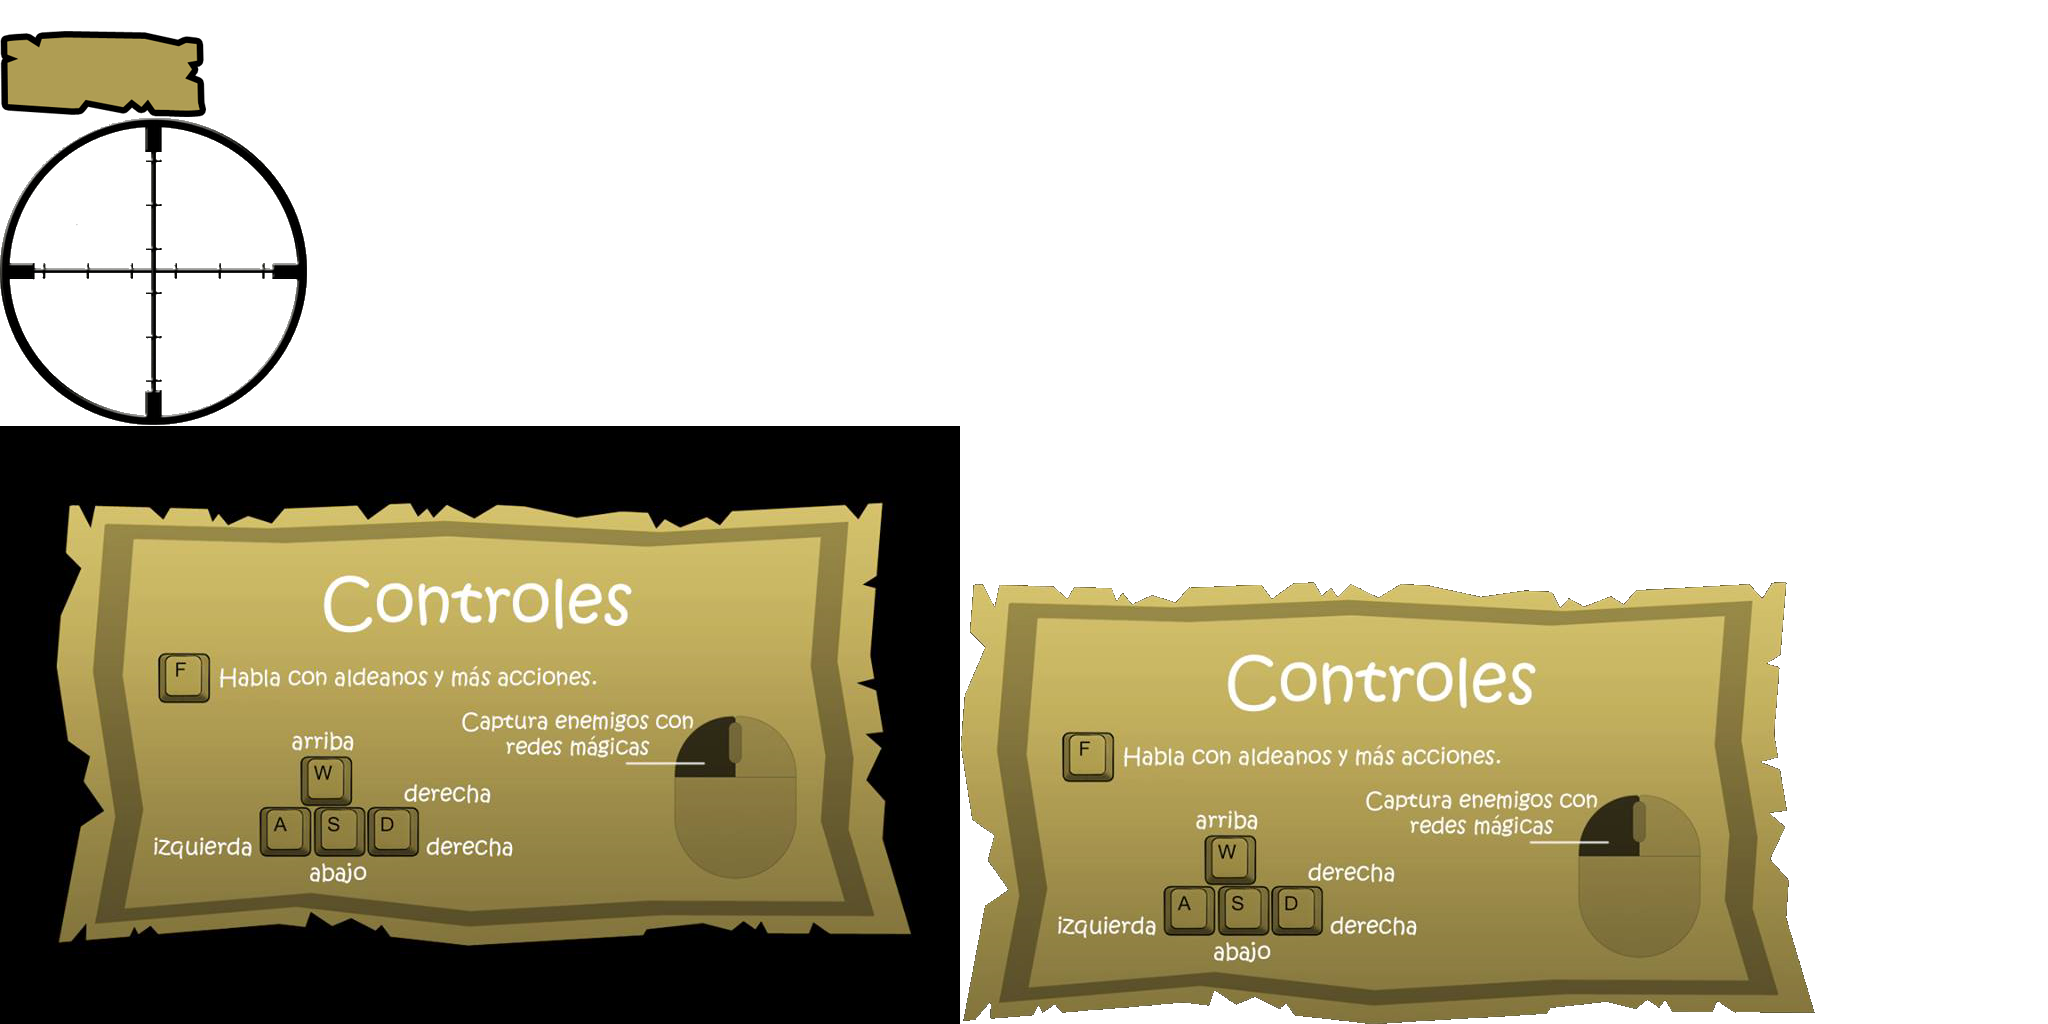 Controles
F
Habla con aldeanos y más acciones.
Captura enemigos con
redes mágicas
arriba
W
derecha
izquierda
A
S
D
derecha
abajo
Controles
F
Habla con aldeanos y más acciones.
Captura enemigos con
redes mágicas
arriba
W
derecha
izquierda
A
S
D
derecha
abajo